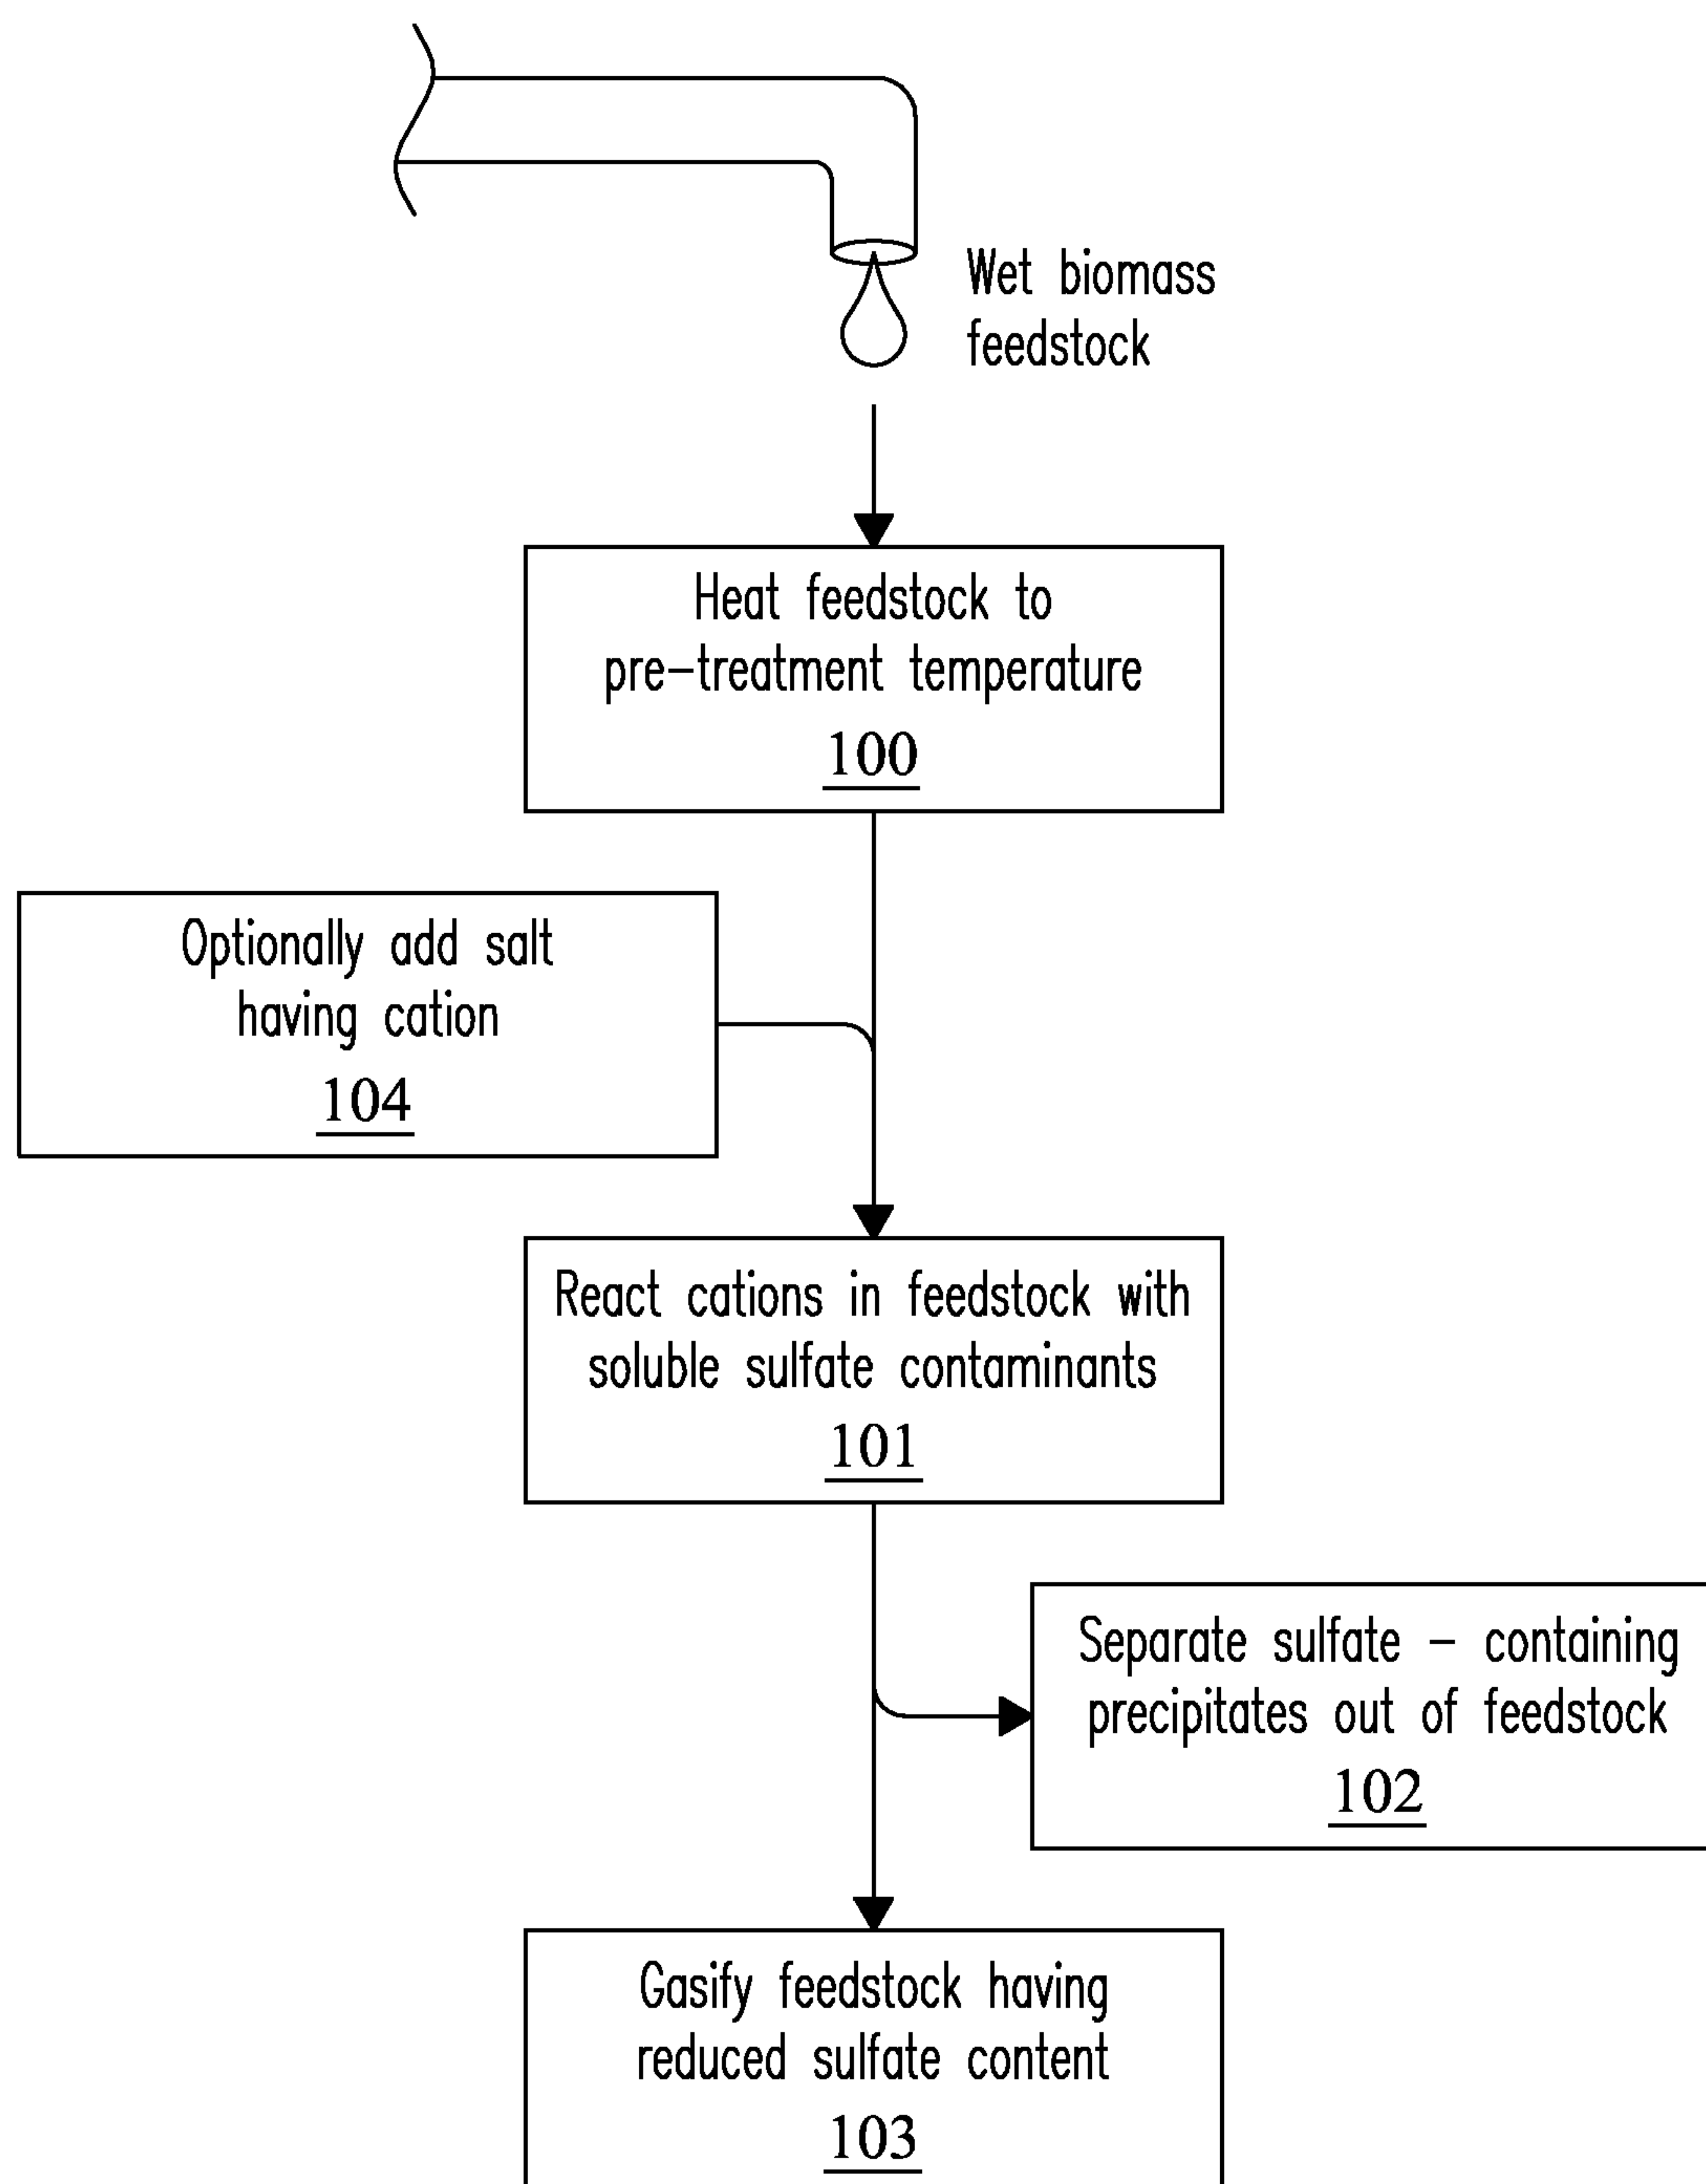 Wet biomass
feedstock
Heat feedstock to
pre-treatment temperature
100
Optionally add salt
having cation
104
React cations in feedstock with
soluble sulfate contaminants
101
Separate sulfate - containing
precipitates out of feedstock
102
Gasify feedstock having
reduced sulfate content
103